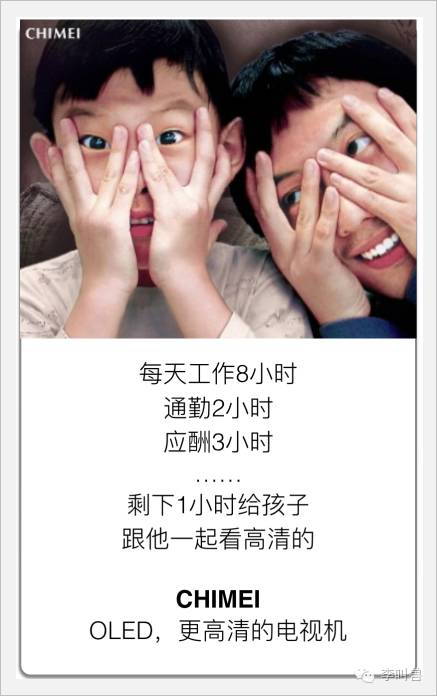 CHIMEI
每天工作8小时
通勤2小时
应酬3小时
……
剩下1小时给孩子
跟他一起看高清的
CHIMEI
OLED，更高清的电视机
李叫兽